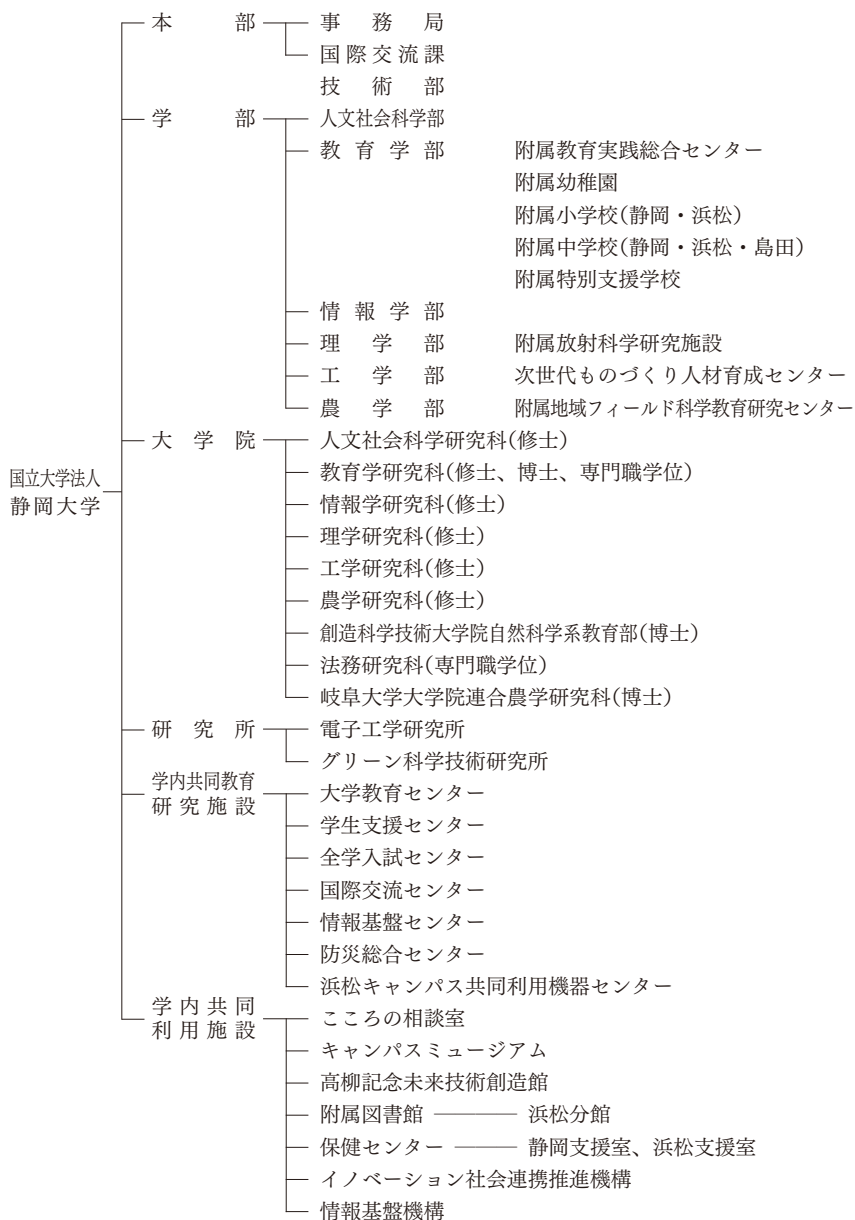 本部 事務局
国際交流課
技術部
学部 人文社会科学部
教育学部 附属教育実践総合センター
附属幼稚園
附属小学校(静岡・浜松)
附属中学校(静岡・浜松・島田)
附属特別支援学校
情報学部
理学部 附属放射科学研究施設
工学部 次世代ものづくり人材育成センター
農学部 附属地域フィールド科学教育研究センター
大学院 人文社会科学研究科(修士)
国立大学法人
静岡大学
教育学研究科(修士、博士、専門職学位)
情報学研究科(修士)
理学研究科(修士)
工学研究科(修士)
農学研究科(修士)
創造科学技術大学院自然科学系教育部(博士)
法務研究科(専門職学位)
岐阜大学大学院連合農学研究科(博士)
研究所 電子工学研究所
グリーン科学技術研究所
学内共同教育
研究施設 大学教育センター
学生支援センター
全学入試センター
国際交流センター
情報基盤センター
防災総合センター
浜松キャンパス共同利用機器センター
学内共同
利用施設 こころの相談室
キャンパスミュージアム
高柳記念未来技術創造館
附属図書館 浜松分館
保健センター 静岡支援室、浜松支援室
イノベーション社会連携推進機構
情報基盤機構